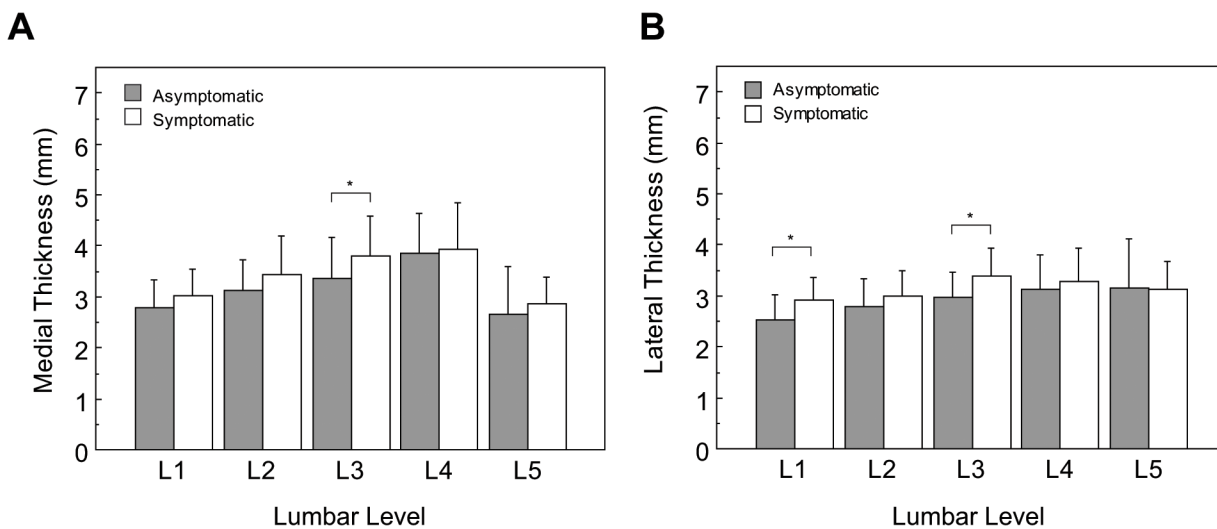 A
Asymptomatic
Symptomatic
7
6
5
4
3
2
1
0
*
Medial Thickness (mm)
L1 L2 L3 L4 L5
Lumbar Level
B
Asymptomatic
Symptomatic
7
6
5
4
3
2
1
0
*
*
Lateral Thickness (mm)
L1 L2 L3 L4 L5
Lumbar Level